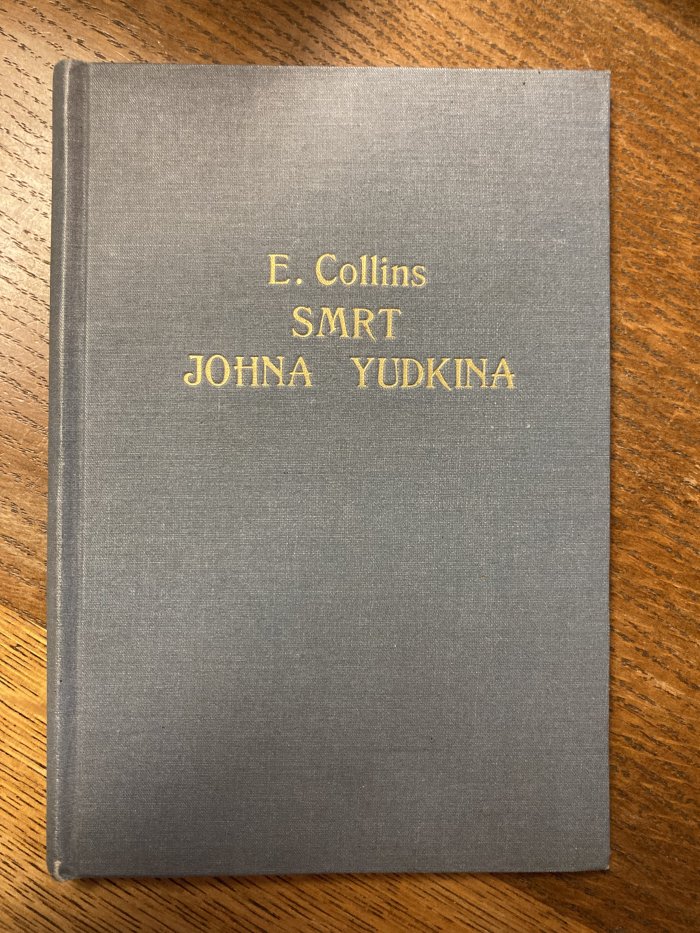 E. Collins
SMRT
JOHNA YUDKINA